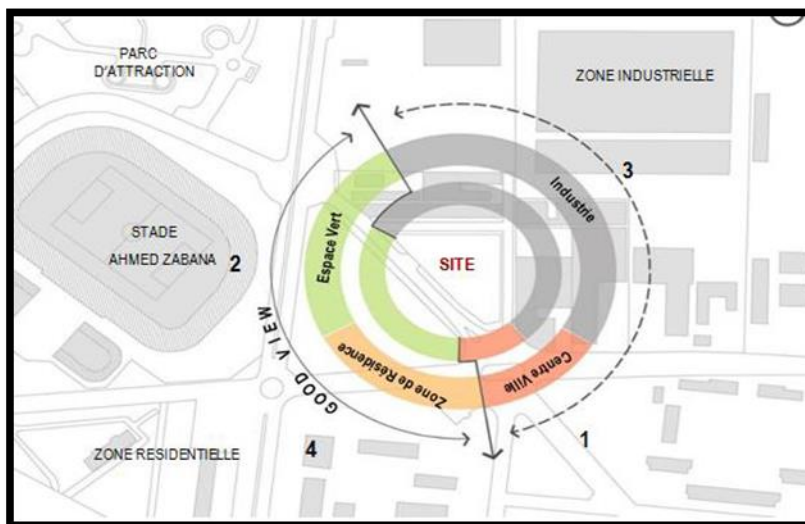 PARC
D'ATTRACTION
ZONE INDUSTRIELLE
3
Industrie
Espace Vert
STADE
AHMED ZABANA
2
SITE
GOOD VIEW
Zone de Résidence
Centre Ville
1
ZONE RESIDENTIELLE
4